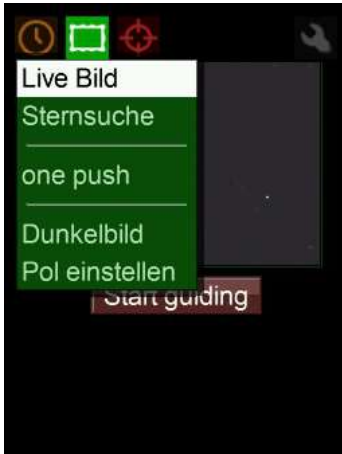 Live Bild
Sternsuche
one push
Dunkelbild
Pol einstellen
Start guiding